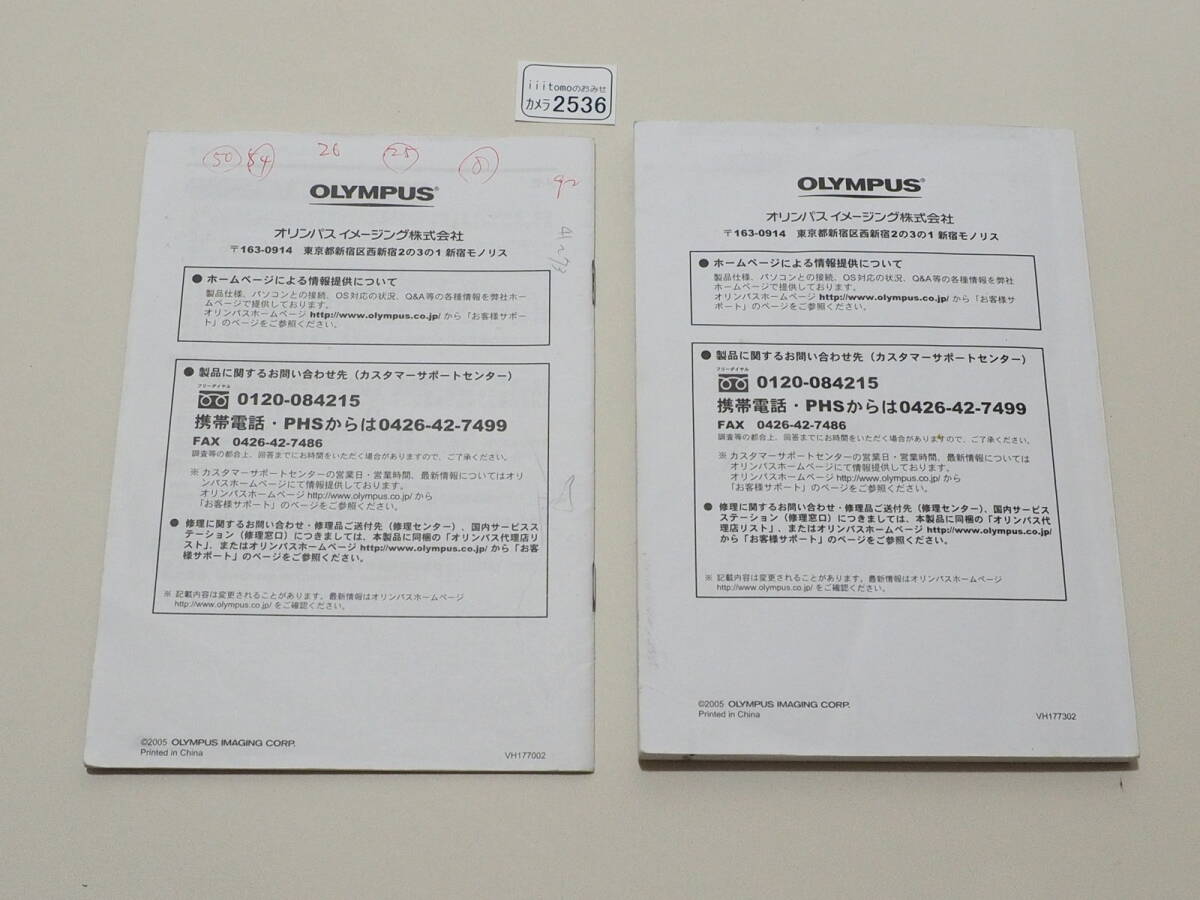 iiitomoのおみせ
カメラ2536
50 54 26 25 8
92
41~73
OLYMPUS®
オリンパスイメージング株式会社
〒163-0914 東京都新宿区西新宿2の3の1 新宿モノリス
● ホームページによる情報提供について
製品仕様、パソコンとの接続、OS対応の状況、Q&A等の各種情報を弊社ホー
ムページで提供しております。
オリンパスホームページ http://www.olympus.co.jp/ から「お客様サポー
ト」のページをご参照ください。
● 製品に関するお問い合わせ先（カスタマーサポートセンター）
フリーダイヤル
0120-084215
携帯電話・PHSからは0426-42-7499
FAX 0426-42-7486
調査等の都合上、回答までにお時間をいただく場合がありますので、ご了承ください。
※ カスタマーサポートセンターの営業日・営業時間、最新情報についてはオリ
ンパスホームページにて情報提供しております。
オリンパスホームページ http://www.olympus.co.jp/ から
「お客様サポート」のページをご参照ください。
● 修理に関するお問い合わせ・修理品ご送付先（修理センター）、国内サービスス
テーション（修理窓口）につきましては、本製品に同梱の「オリンパス代理店リ
スト」、またはオリンパスホームページ http://www.olympus.co.jp/ から「お客
様サポート」のページをご参照ください。
※ 記載内容は変更されることがあります。最新情報はオリンパスホームページ
http://www.olympus.co.jp/ をご確認ください。
©2005 OLYMPUS IMAGING CORP.
Printed in China
VH177002
OLYMPUS®
オリンパスイメージング株式会社
〒163-0914 東京都新宿区西新宿2の3の1 新宿モノリス
● ホームページによる情報提供について
製品仕様、パソコンとの接続、OS対応の状況、Q&A等の各種情報を弊社
ホームページで提供しております。
オリンパスホームページ http://www.olympus.co.jp/ から「お客様サ
ポート」のページをご参照ください。
● 製品に関するお問い合わせ先（カスタマーサポートセンター）
フリーダイヤル
0120-084215
携帯電話・PHSからは0426-42-7499
FAX 0426-42-7486
調査等の都合上、回答までにお時間をいただく場合がありますので、ご了承ください。
※ カスタマーサポートセンターの営業日・営業時間、最新情報については
オリンパスホームページにて情報提供しております。
オリンパスホームページ http://www.olympus.co.jp/ から
「お客様サポート」のページをご参照ください。
● 修理に関するお問い合わせ・修理品ご送付先（修理センター）、国内サービス
ステーション（修理窓口）につきましては、本製品に同梱の「オリンパス代
理店リスト」、またはオリンパスホームページ http://www.olympus.co.jp/
から「お客様サポート」のページをご参照ください。
※ 記載内容は変更されることがあります。最新情報はオリンパスホームページ
http://www.olympus.co.jp/ をご確認ください。
©2005 OLYMPUS IMAGING CORP.
Printed in China
VH177302